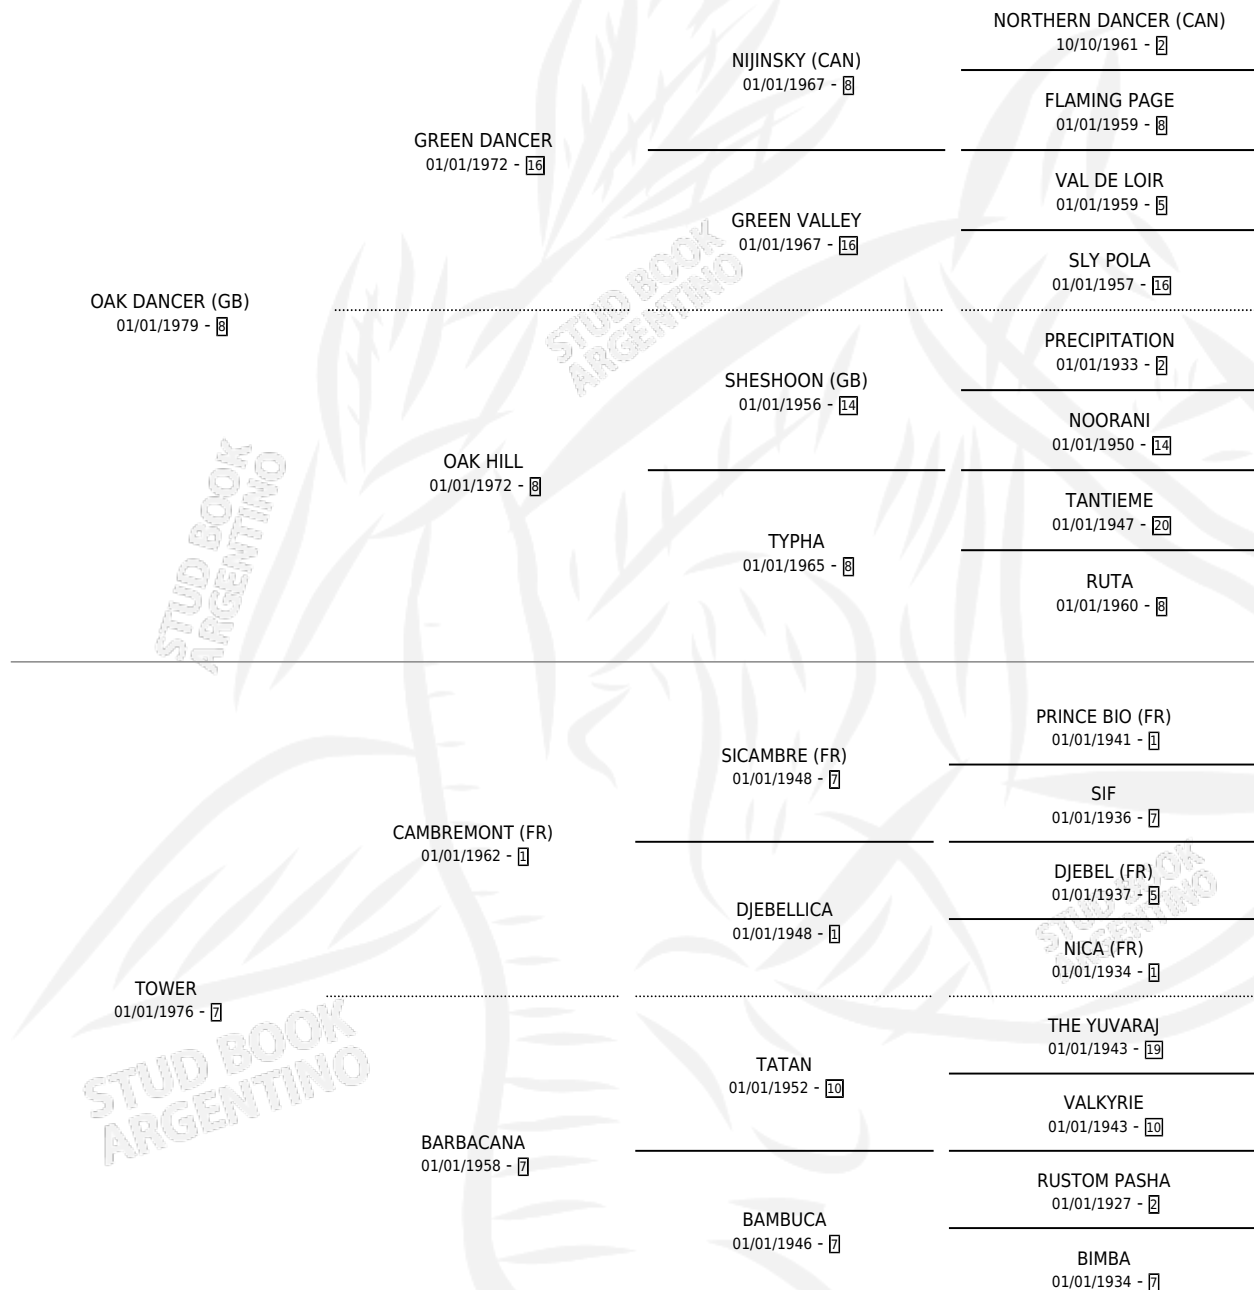 NORTHERN DANCER (CAN)
10/10/1961 - 2
NIJINSKY (CAN)
01/01/1967 - 8
FLAMING PAGE
01/01/1959 - 8
GREEN DANCER
01/01/1972 - 16
VAL DE LOIR
01/01/1959 - 5
GREEN VALLEY
01/01/1967 - 16
SLY POLA
01/01/1957 - 16
OAK DANCER (GB)
01/01/1979 - 8
STUD BOOK
ARGENTINO
PRECIPITATION
01/01/1933 - 2
SHESHOON (GB)
01/01/1956 - 14
NOORANI
01/01/1950 - 14
OAK HILL
01/01/1972 - 8
TANTIEME
01/01/1947 - 20
TYPHA
01/01/1965 - 8
RUTA
01/01/1960 - 8
STUD BOOK
ARGENTINO
PRINCE BIO (FR)
01/01/1941 - 1
SICAMBRE (FR)
01/01/1948 - 7
SIF
01/01/1936 - 7
CAMBREMONT (FR)
01/01/1962 - 1
DJEBEL (FR)
01/01/1937 - 5
DJEBELLICA
01/01/1948 - 1
STUD BOOK
ARGENTINO
NICA (FR)
01/01/1934 - 1
TOWER
01/01/1976 - 7
THE YUVARAJ
01/01/1943 - 19
TATAN
01/01/1952 - 10
STUD BOOK
ARGENTINO
VALKYRIE
01/01/1943 - 10
BARBACANA
01/01/1958 - 7
RUSTOM PASHA
01/01/1927 - 2
BAMBUCA
01/01/1946 - 7
BIMBA
01/01/1934 - 7